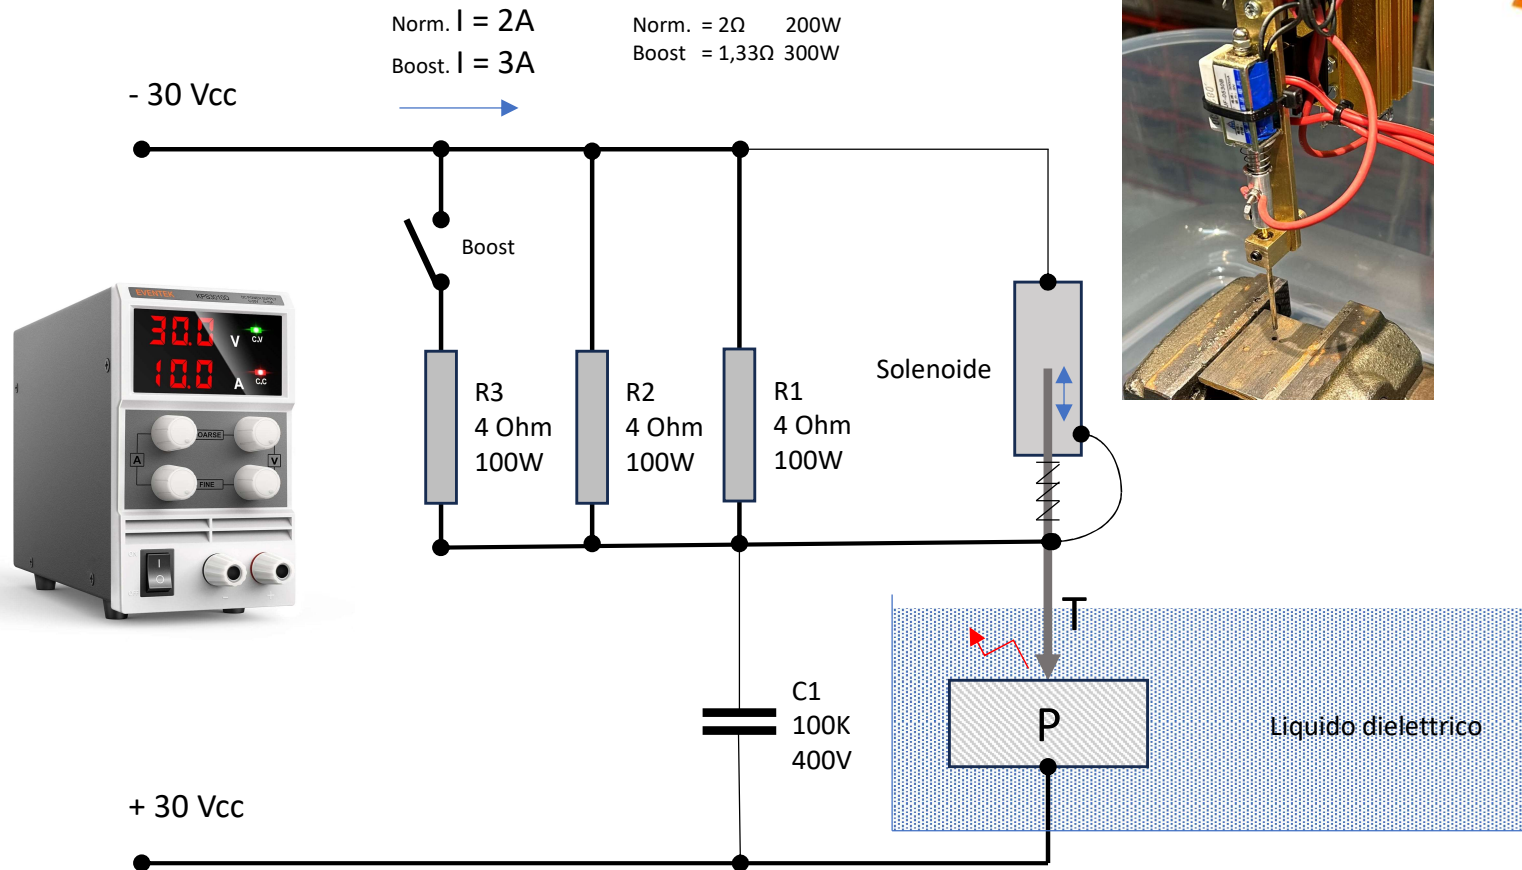 Norm. I = 2A
Boost. I = 3A
Norm. = 2Ω 200W
Boost = 1,33Ω 300W
- 30 Vcc
Boost
EVENTEK KPS3010D
30.0 V C.V
10.0 A C.C
COARSE
A V
FINE
R3
4 Ohm
100W
R2
4 Ohm
100W
R1
4 Ohm
100W
Solenoide
T
C1
100K
400V
P
Liquido dielettrico
+ 30 Vcc